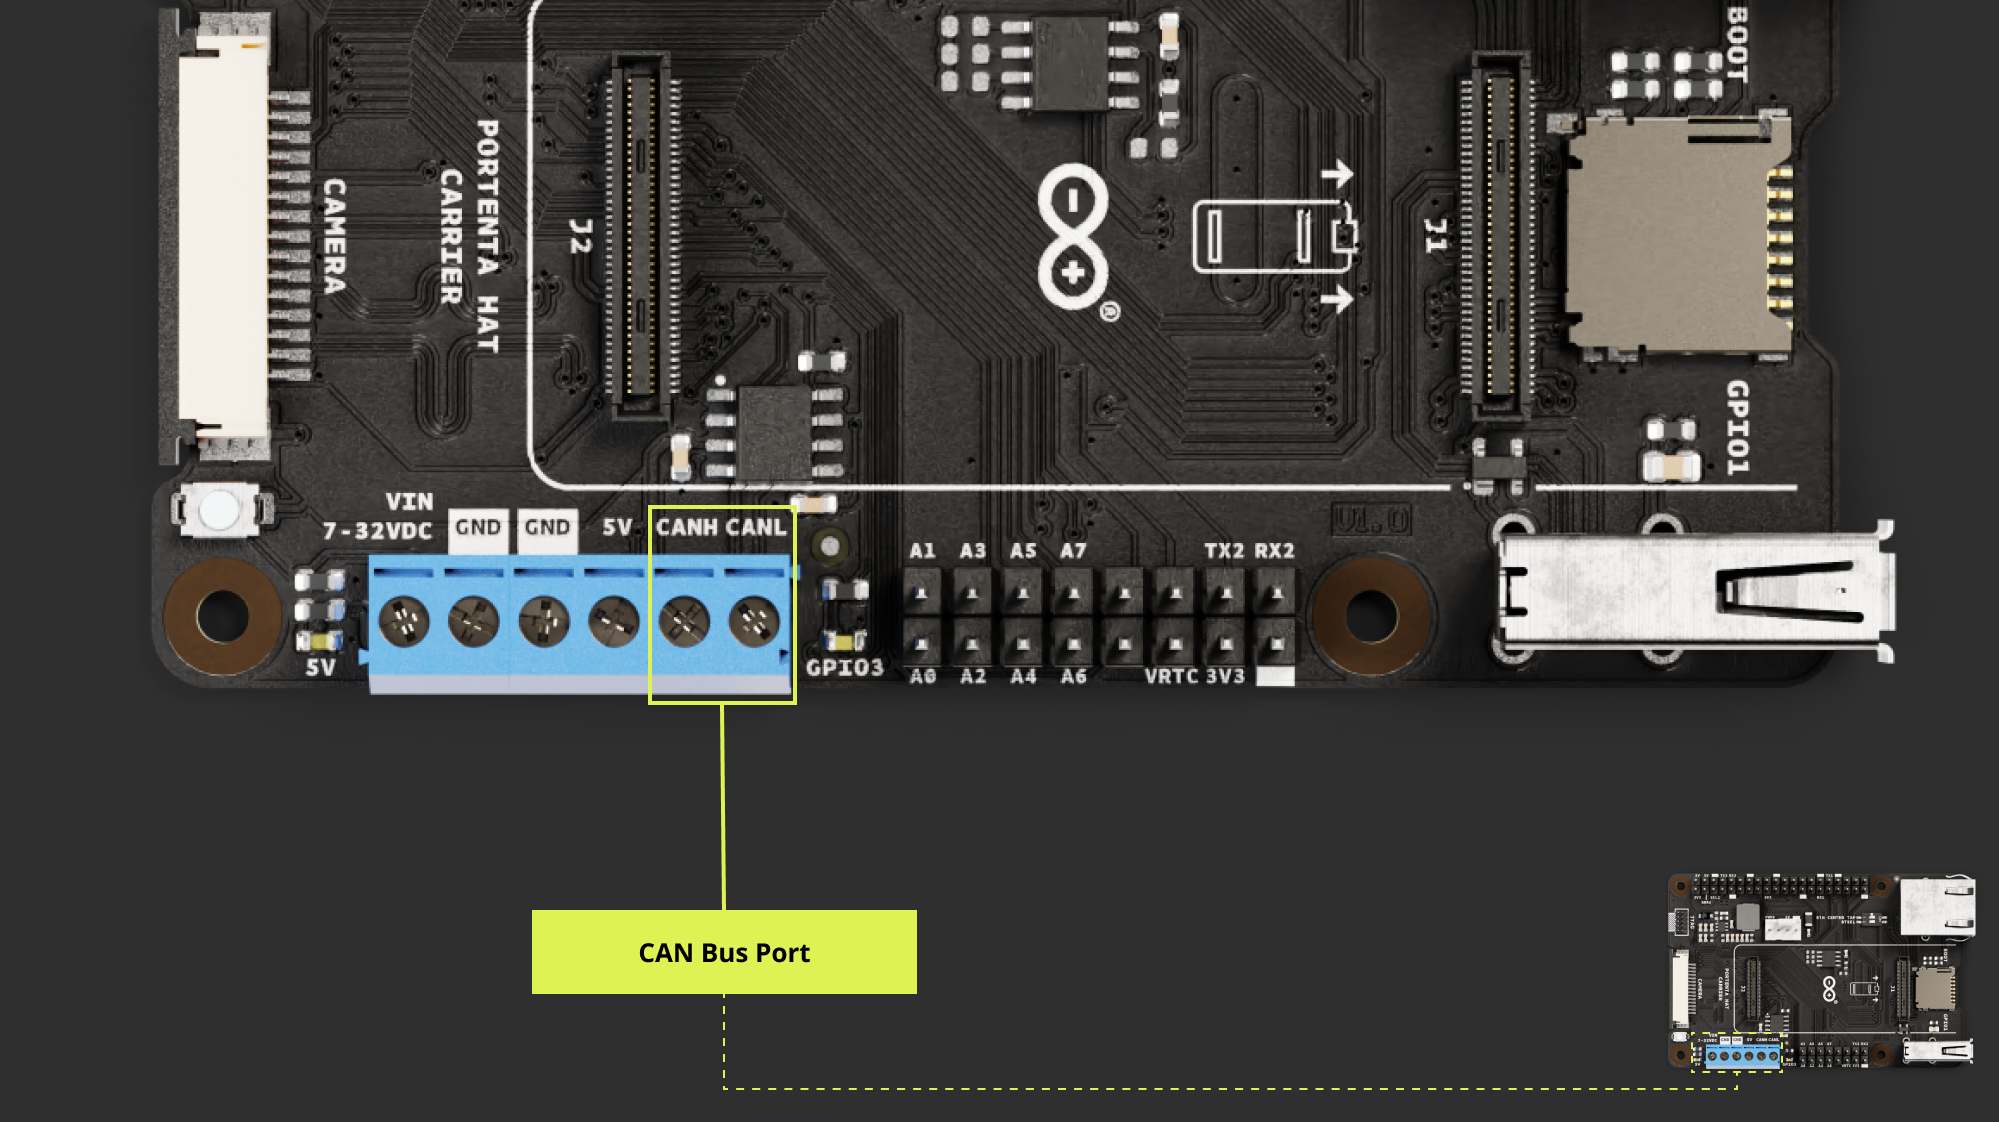 BOOT
CAMERA
PORTENTA HAT
CARRIER
J2
J1
®
GPIO1
VIN
7-32VDC
GND
GND
5V
CANH
CANL
V1.0
A1
A3
A5
A7
TX2
RX2
5V
GPIO3
A0
A2
A4
A6
VRTC
3V3
CAN Bus Port